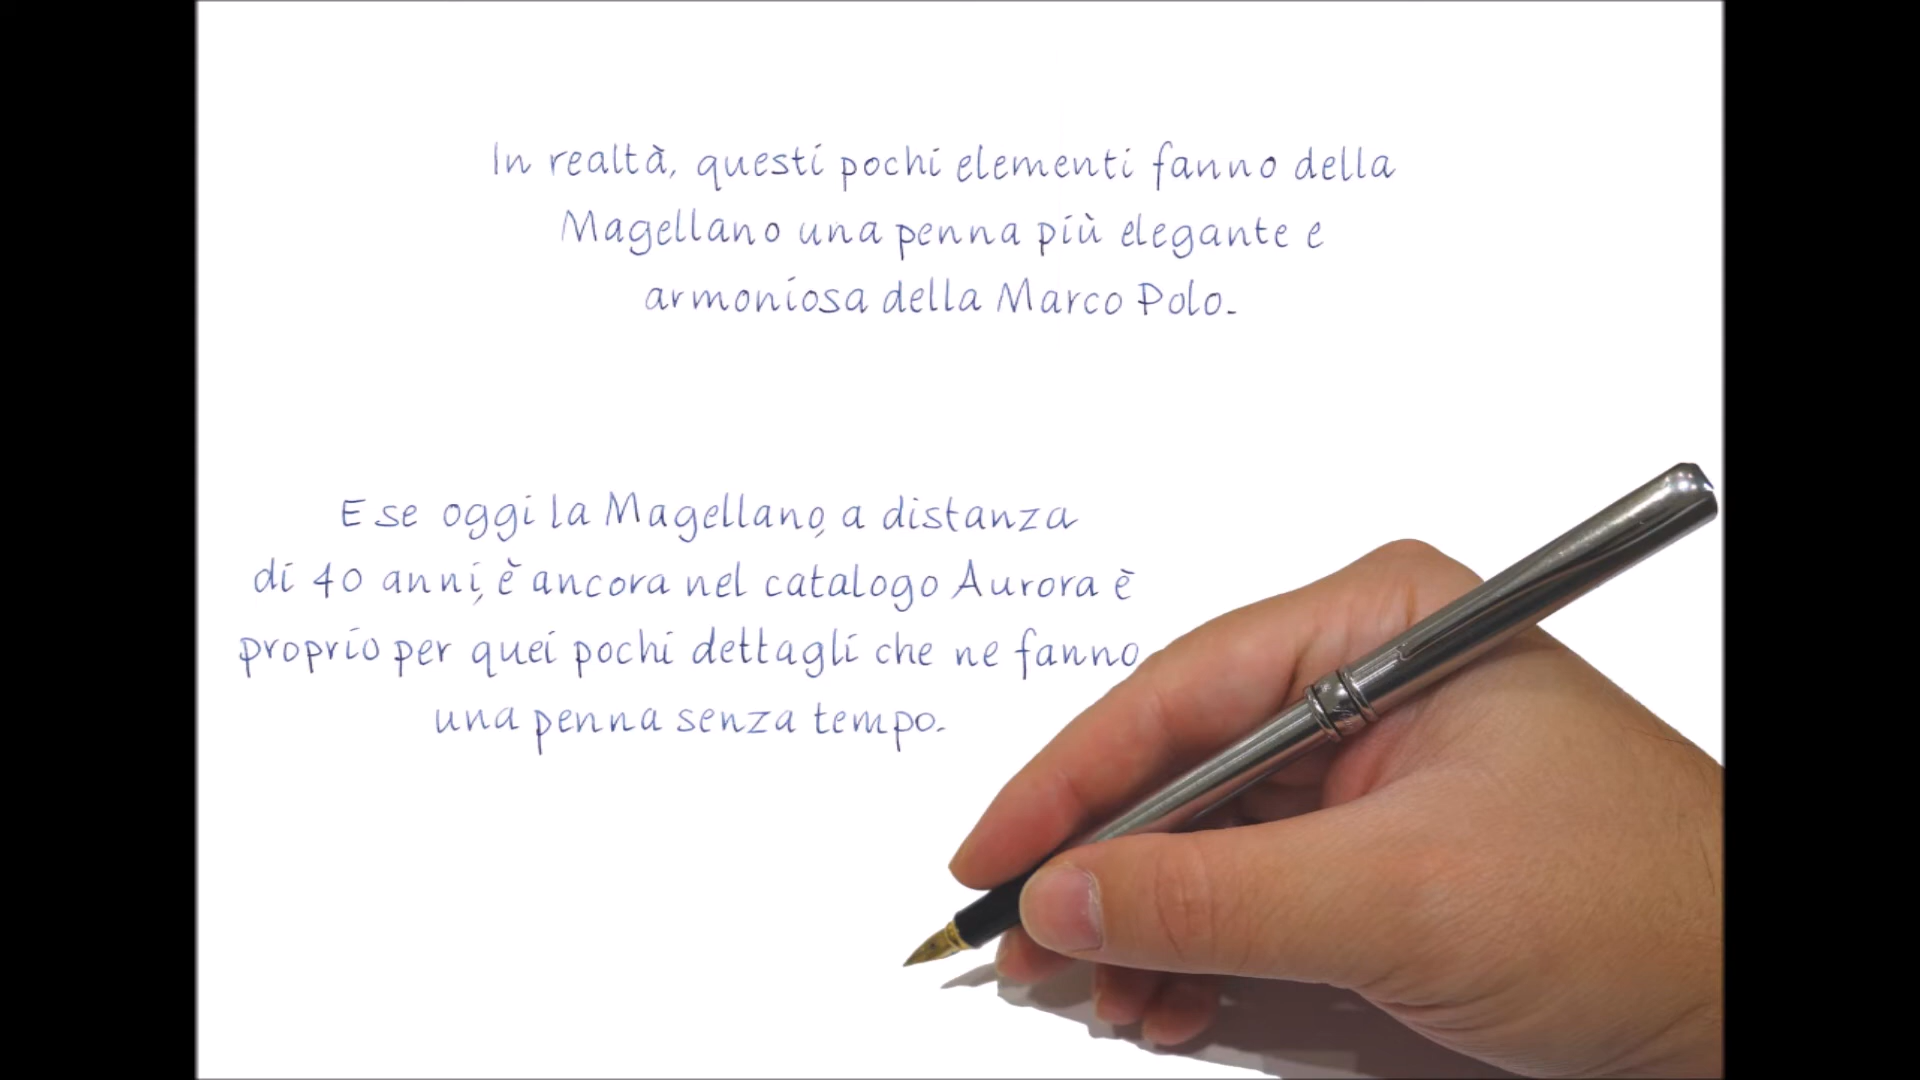 In realtà, questi pochi elementi fanno della
Magellano una penna più elegante e
armoniosa della Marco Polo.
E se oggi la Magellano, a distanza
di 40 anni, è ancora nel catalogo Aurora è
proprio per quei pochi dettagli che ne fanno
una penna senza tempo.